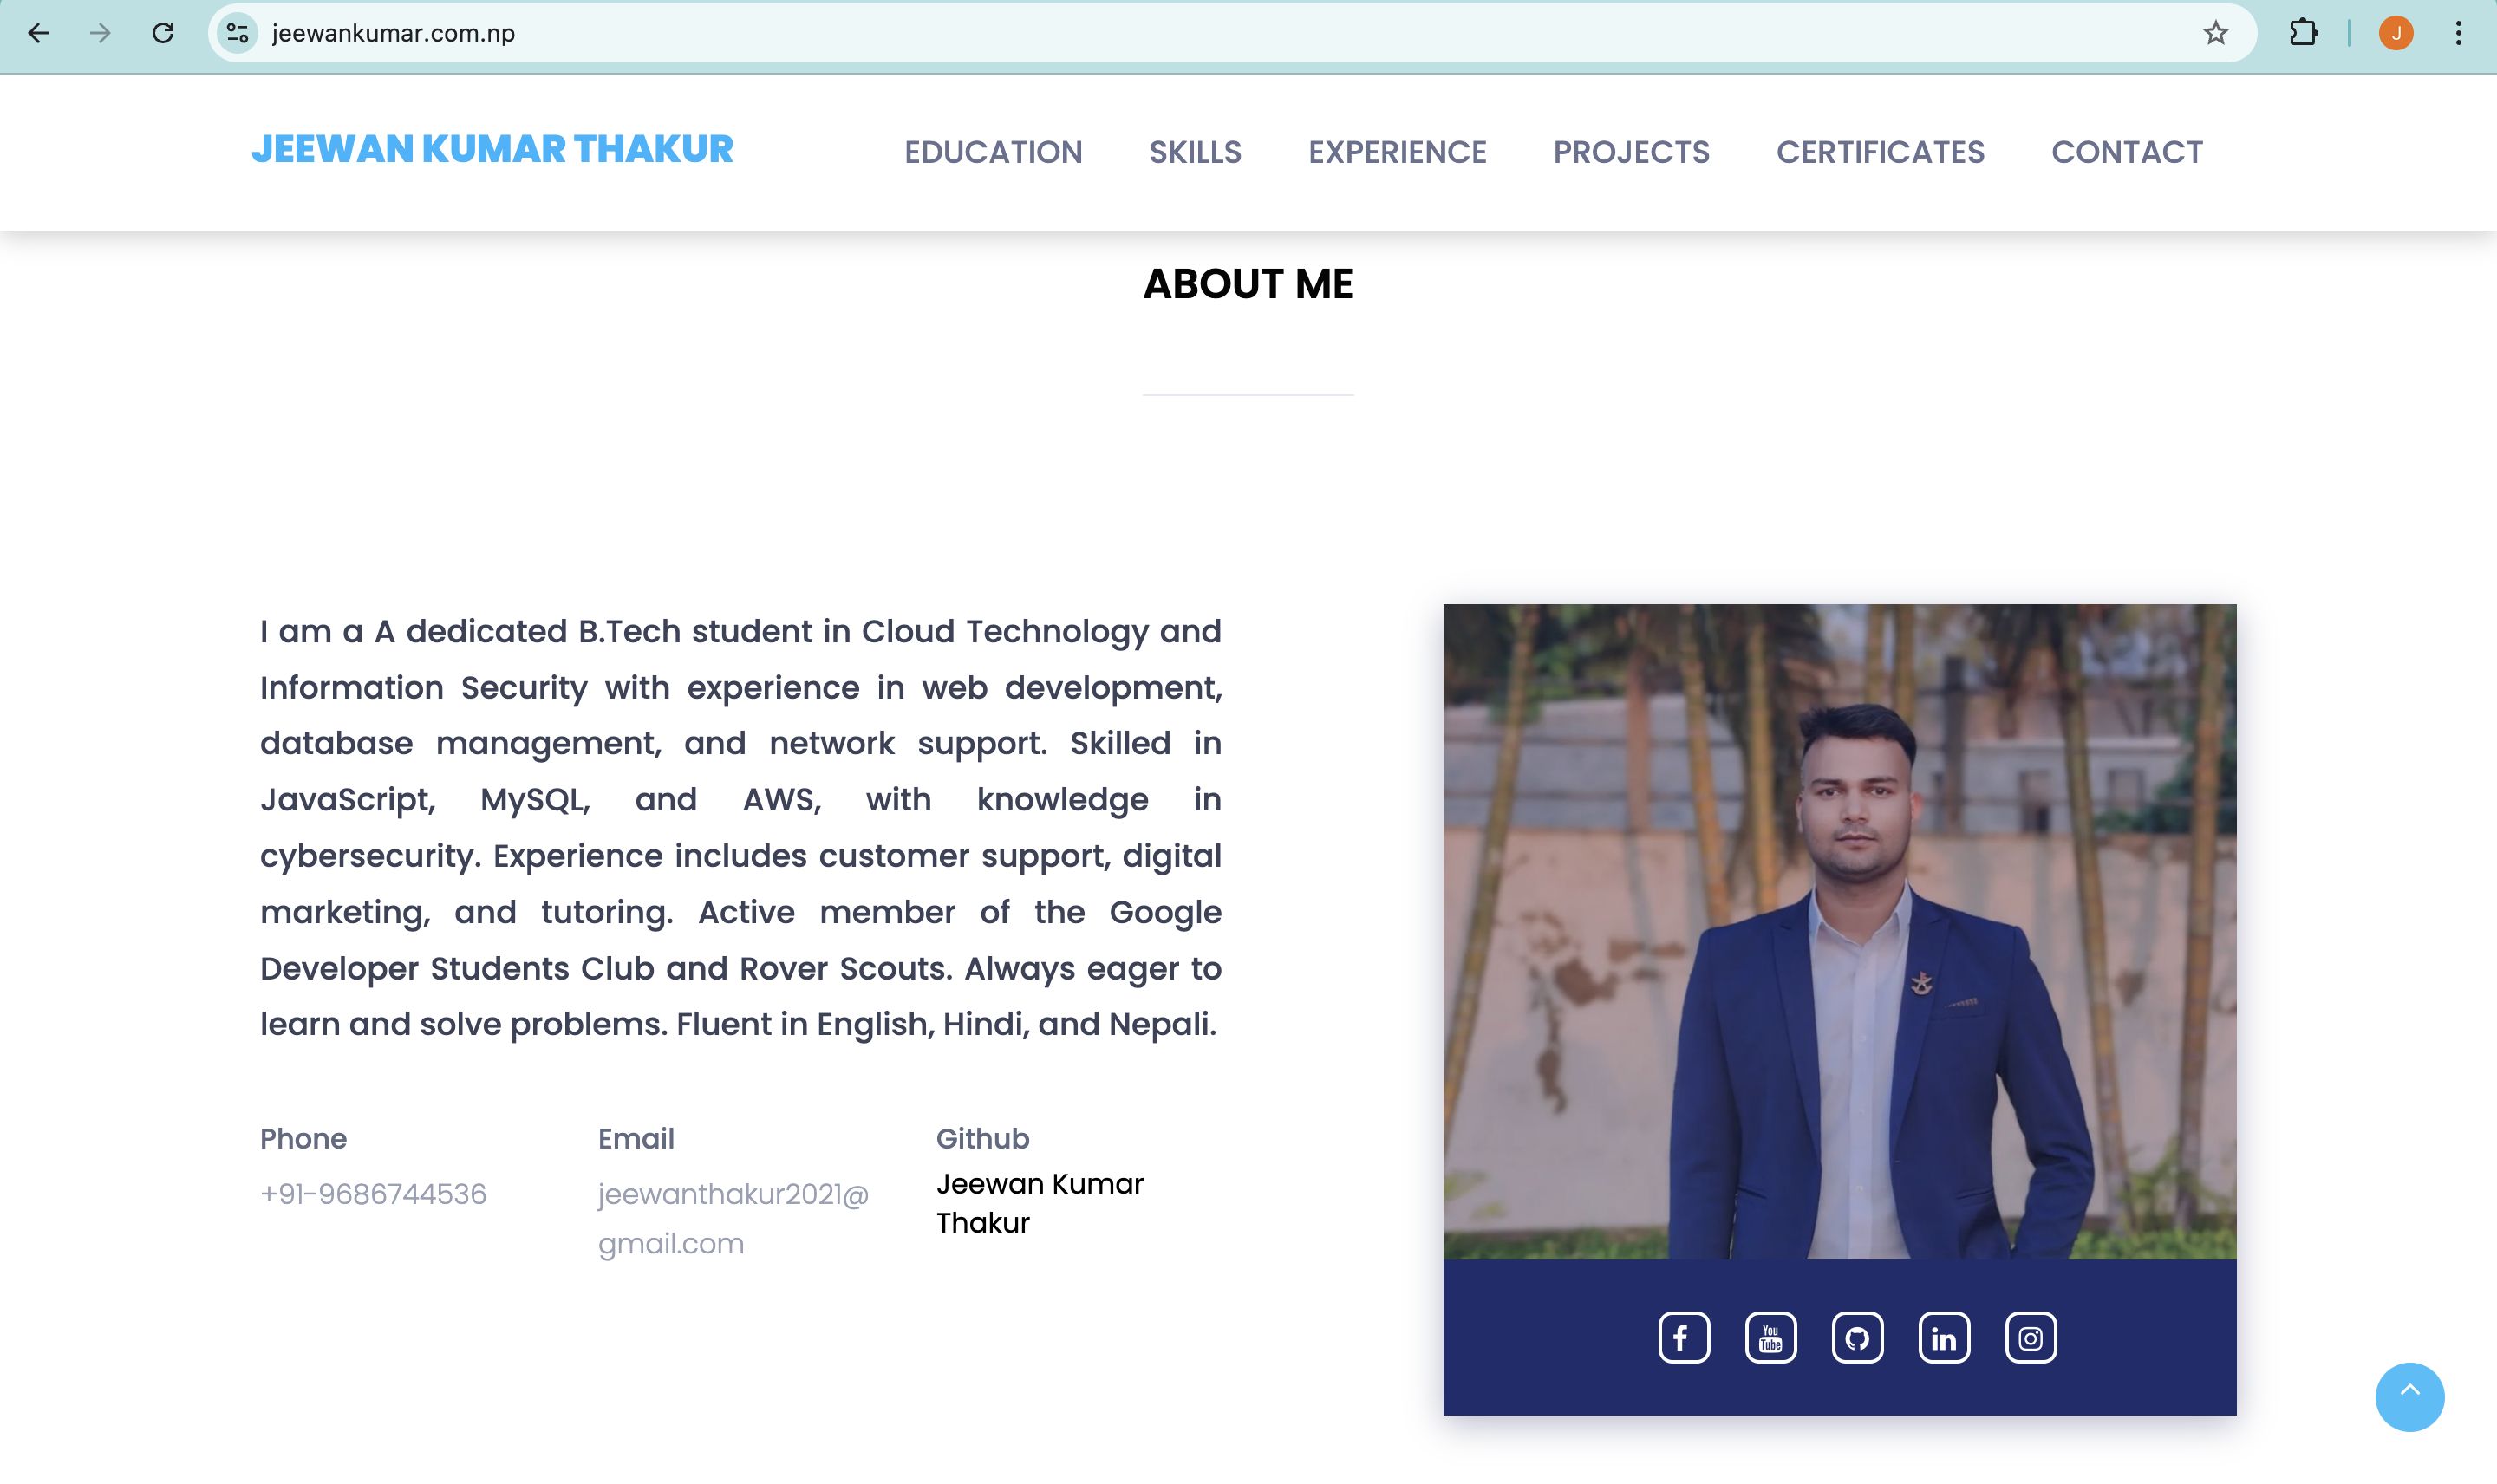 jeewankumar.com.np
J
JEEWAN KUMAR THAKUR
EDUCATION
SKILLS
EXPERIENCE
PROJECTS
CERTIFICATES
CONTACT
ABOUT ME
I am a A dedicated B.Tech student in Cloud Technology and
Information Security with experience in web development,
database management, and network support. Skilled in
JavaScript, MySQL, and AWS, with knowledge in
cybersecurity. Experience includes customer support, digital
marketing, and tutoring. Active member of the Google
Developer Students Club and Rover Scouts. Always eager to
learn and solve problems. Fluent in English, Hindi, and Nepali.
Phone
+91-9686744536
Email
jeewanthakur2021@
gmail.com
Github
Jeewan Kumar
Thakur
f
You
Tube
in